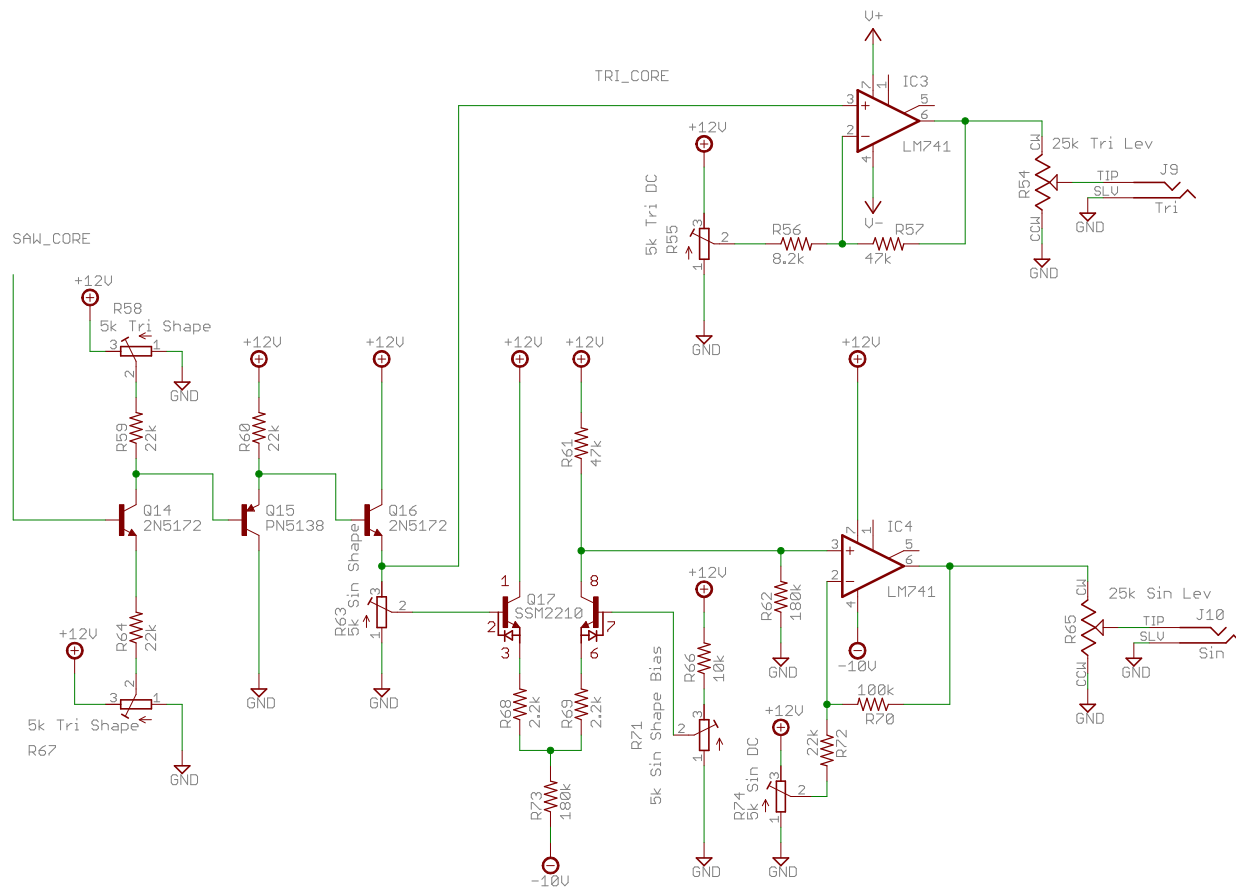 V+
TRI_CORE
IC3
7
1
3
+
5
6
2
-
4
LM741
V-
+12V
25k Tri Lev
CW
R54
CCW
TIP
SLV
J9
Tri
GND
GND
5k Tri DC
R55
3
2
1
R56
8.2k
R57
47k
GND
SAW_CORE
+12V
R58
5k Tri Shape
3
1
2
GND
+12V
+12V
+12V
+12V
+12V
R59
22k
R60
22k
R61
47k
Q14
2N5172
Q15
PN5138
Q16
2N5172
IC4
7
1
3
+
5
6
2
-
4
LM741
-10V
R63
5k Sin Shape
3
2
1
1
Q17
SSM2210
2
3
8
7
6
R62
180k
GND
+12V
R66
10k
25k Sin Lev
CW
R65
CCW
TIP
SLV
J10
Sin
GND
GND
R64
22k
+12V
3
2
1
5k Tri Shape
R67
GND
GND
GND
R68
2.2k
R69
2.2k
R71
5k Sin Shape Bias
3
2
1
100k
R70
22k
R72
+12V
R74
5k Sin DC
3
2
1
R73
180k
-10V
GND
GND